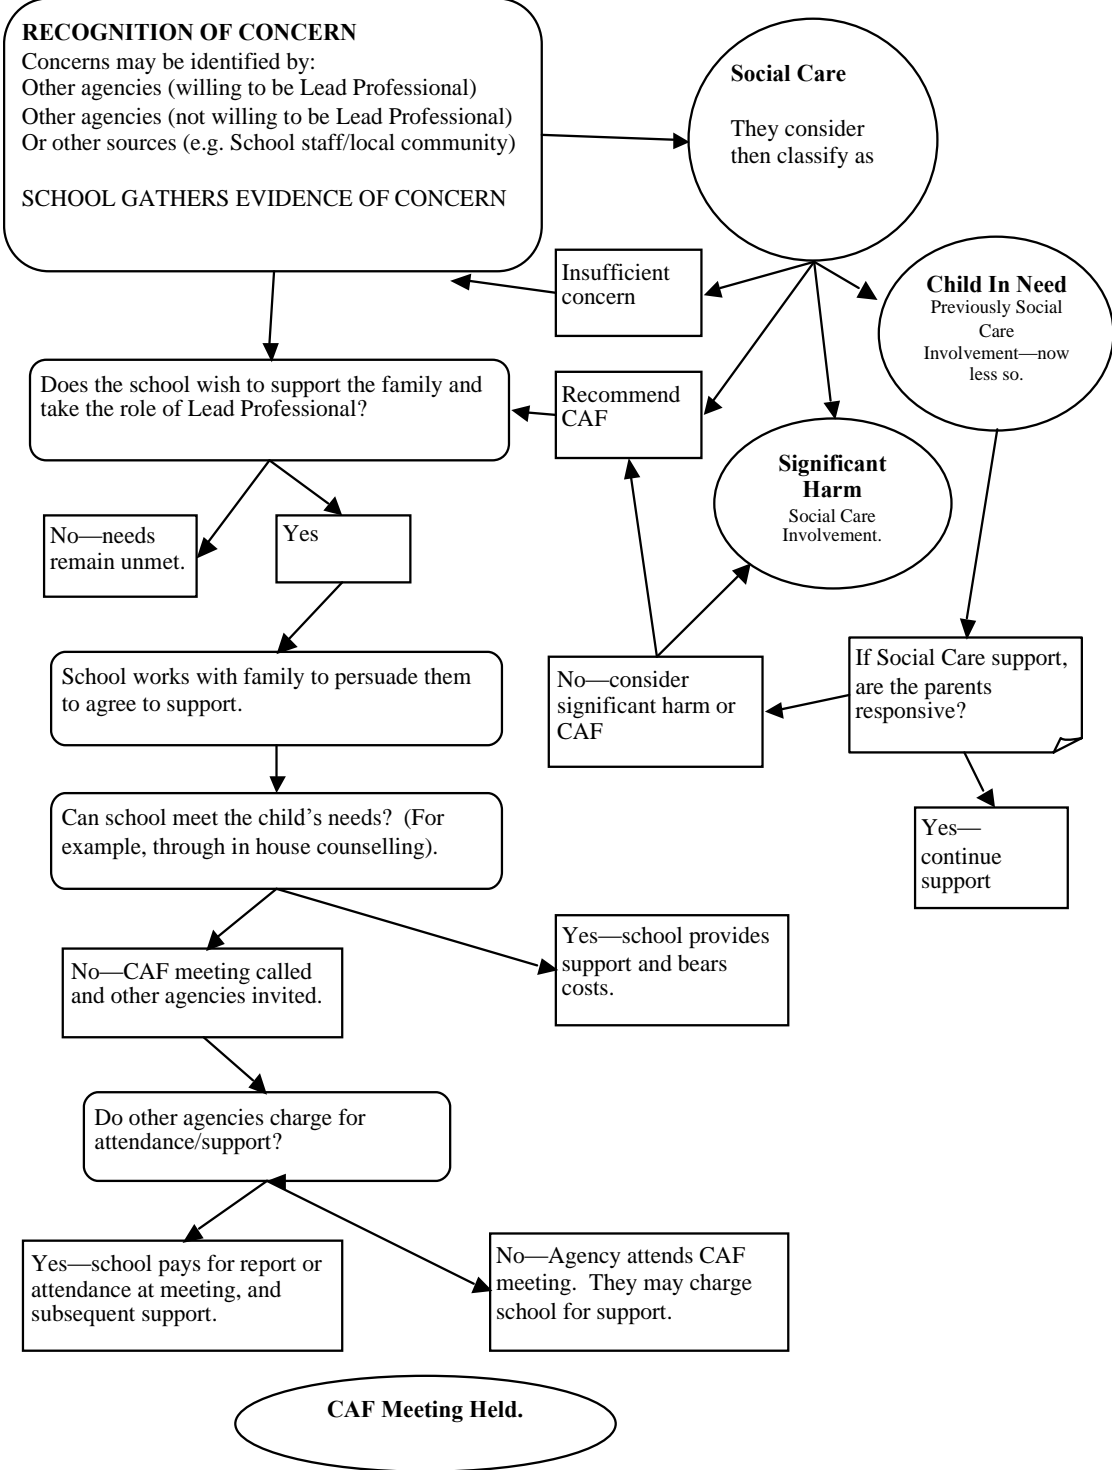 RECOGNITION OF CONCERN
Concerns may be identified by:
Other agencies (willing to be Lead Professional)
Other agencies (not willing to be Lead Professional)
Or other sources (e.g. School staff/local community)
SCHOOL GATHERS EVIDENCE OF CONCERN
Social Care
They consider
then classify as
Insufficient
concern
Child In Need
Previously Social
Care
Involvement—now
less so.
Does the school wish to support the family and
take the role of Lead Professional?
Recommend
CAF
Significant
Harm
Social Care
Involvement.
No—needs
remain unmet.
Yes
School works with family to persuade them
to agree to support.
No—consider
significant harm or
CAF
If Social Care support,
are the parents
responsive?
Yes—
continue
support
Can school meet the child’s needs?  (For
example, through in house counselling).
No—CAF meeting called
and other agencies invited.
Yes—school provides
support and bears
costs.
Do other agencies charge for
attendance/support?
Yes—school pays for report or
attendance at meeting, and
subsequent support.
No—Agency attends CAF
meeting.  They may charge
school for support.
CAF Meeting Held.